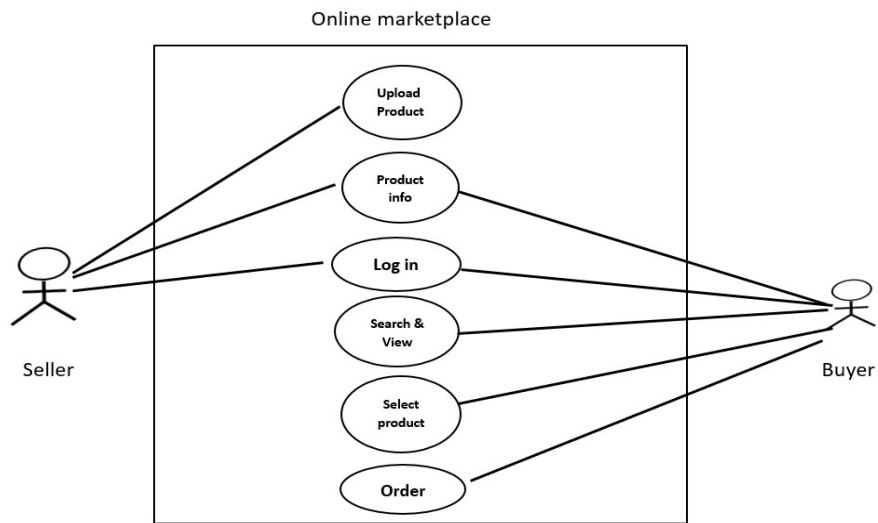 Online marketplace
Upload
Product
Product
info
Log in
Search &
View
Seller
Buyer
Select
product
Order